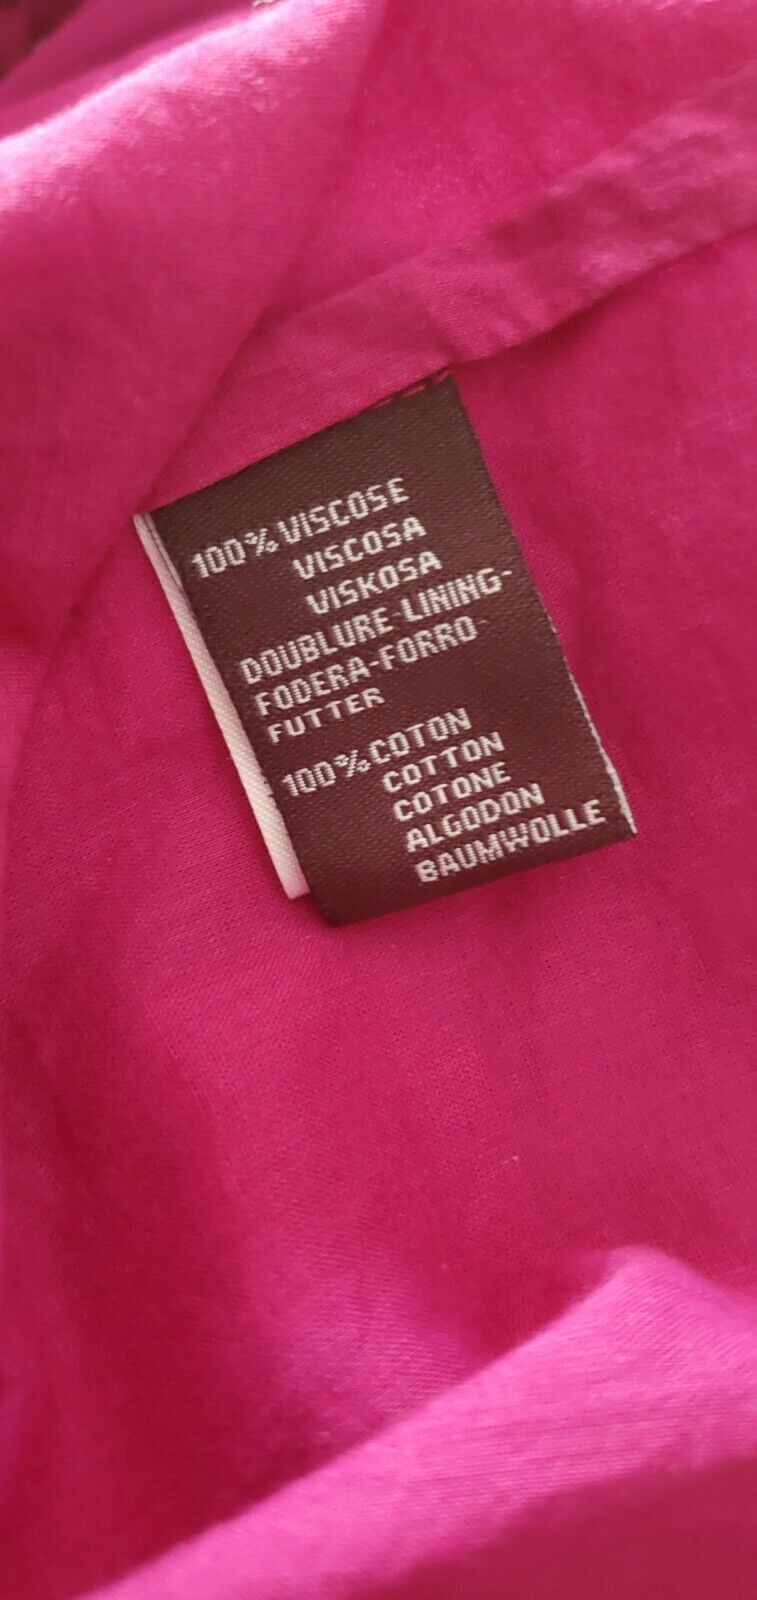 100% VISCOSE
VISCOSA
VISKOSA
DOUBLURE-LINING-
FODERA-FORRO-
FUTTER
100% COTON
COTTON
COTONE
ALGODON
BAUMWOLLE